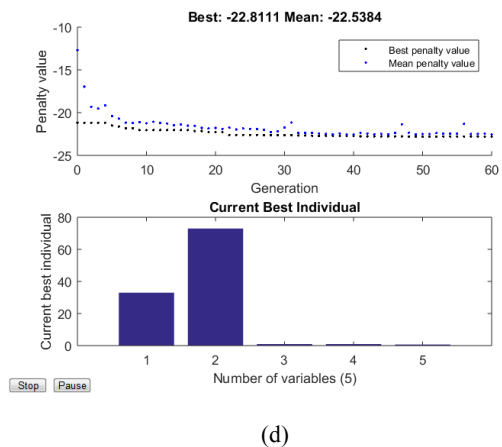 Best: -22.8111 Mean: -22.5384
-10
-15
-20
-25
Penalty value
Best penalty value
Mean penalty value
0 10 20 30 40 50 60
Generation
Current Best Individual
80
60
40
20
0
Current best individual
1 2 3 4 5
Number of variables (5)
Stop Pause
(d)